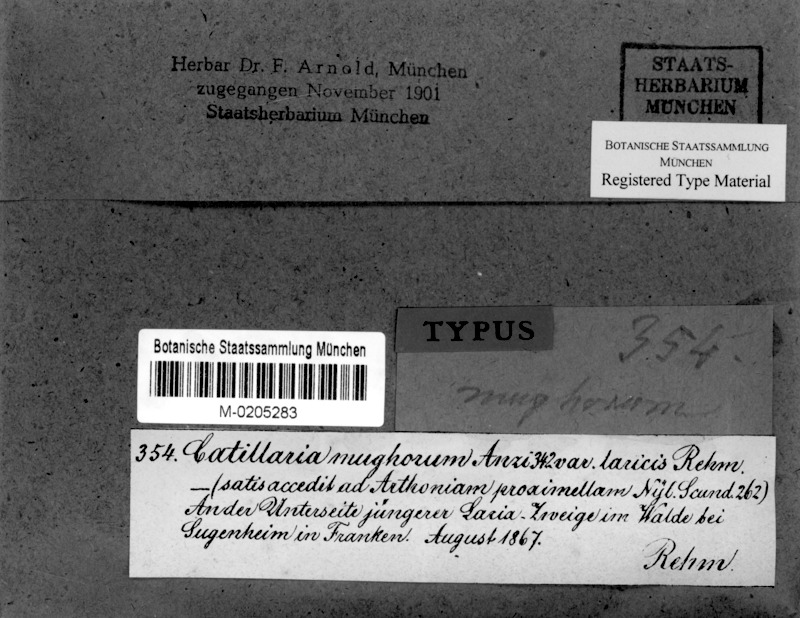 Herbar Dr. F. Arnold, München
zugegangen November 1901
Staatsherbarium München
STAATS-
HERBARIUM
MÜNCHEN
BOTANISCHE STAATSSAMMLUNG
MÜNCHEN
Registered Type Material
TYPUS
354.
mughorum
Botanische Staatssammlung München
M-0205283
354. Catillaria mughorum Anzi 342 var. laricis Rehm.
— (satis accedit ad Arthoniam proximellam Nyl. Scand. 262)
An der Unterseite jüngerer Laria-Zweige im Walde bei
Sugenheim in Franken. August 1867.
Rehm.